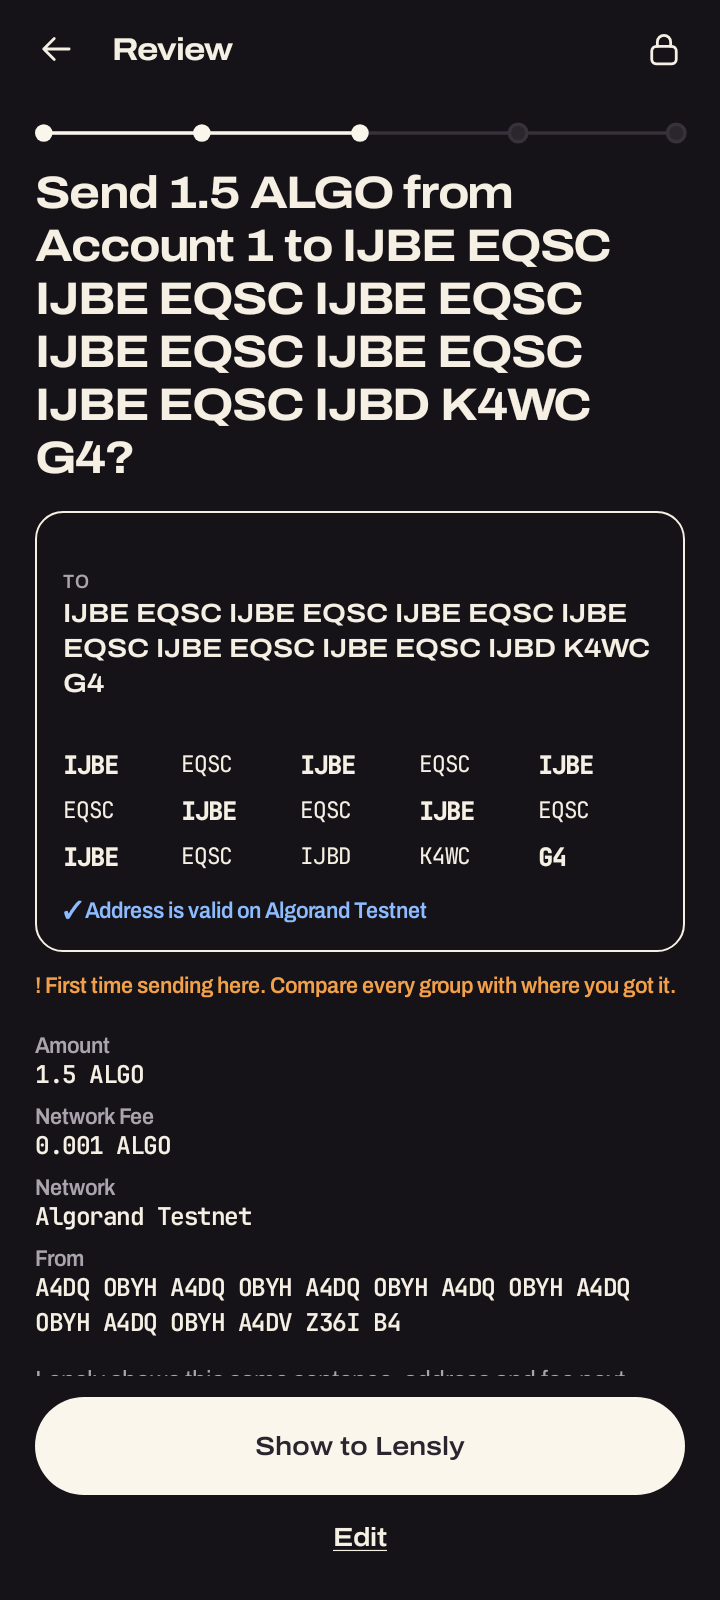 Review
Send 1.5 ALGO from
Account 1 to IJBE EQSC
IJBE EQSC IJBE EQSC
IJBE EQSC IJBE EQSC
IJBE EQSC IJBD K4WC
G4?
TO
IJBE EQSC IJBE EQSC IJBE EQSC IJBE
EQSC IJBE EQSC IJBE EQSC IJBD K4WC
G4
IJBE EQSC IJBE EQSC IJBE
EQSC IJBE EQSC IJBE EQSC
IJBE EQSC IJBD K4WC G4
✓ Address is valid on Algorand Testnet
! First time sending here. Compare every group with where you got it.
Amount
1.5 ALGO
Network Fee
0.001 ALGO
Network
Algorand Testnet
From
A4DQ OBYH A4DQ OBYH A4DQ OBYH A4DQ OBYH A4DQ
OBYH A4DQ OBYH A4DV Z36I B4
Show to Lensly
Edit